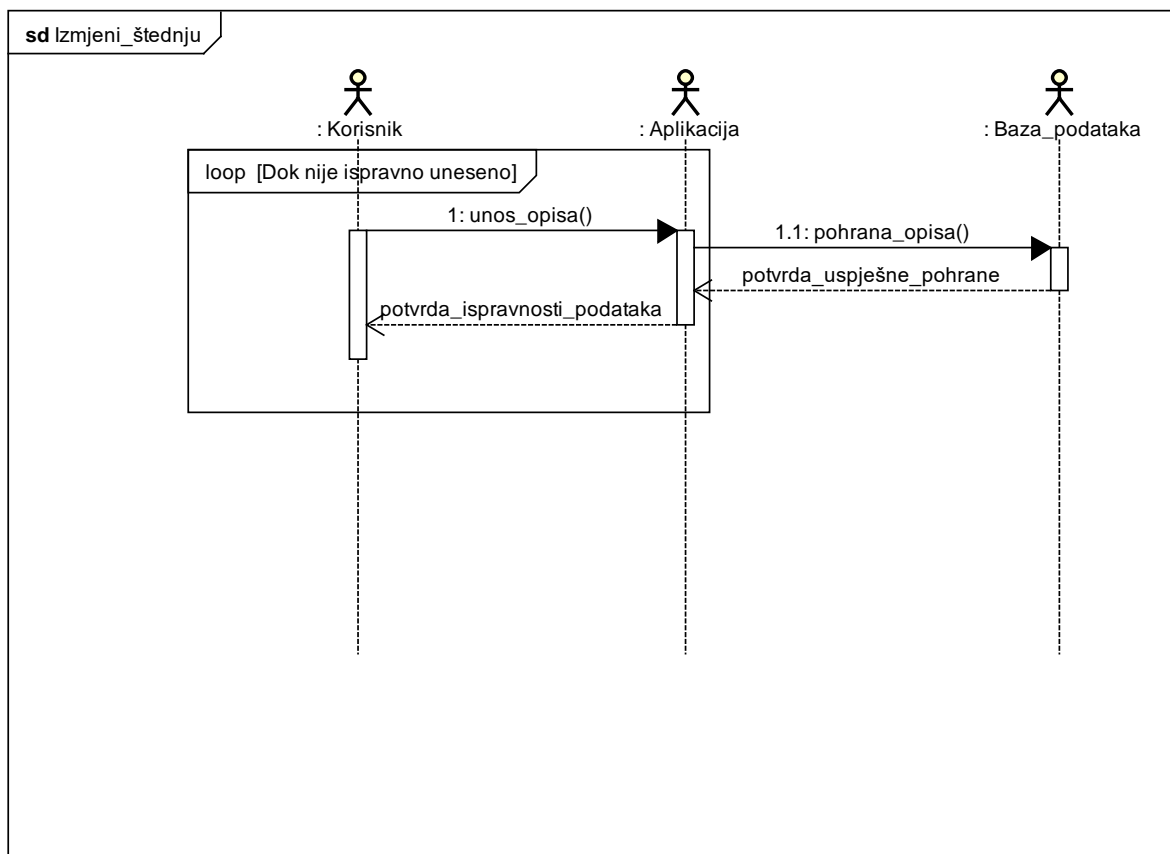 sd Izmjeni_štednju
: Korisnik
: Aplikacija
: Baza_podataka
loop [Dok nije ispravno uneseno]
1: unos_opisa()
1.1: pohrana_opisa()
potvrda_uspješne_pohrane
potvrda_ispravnosti_podataka